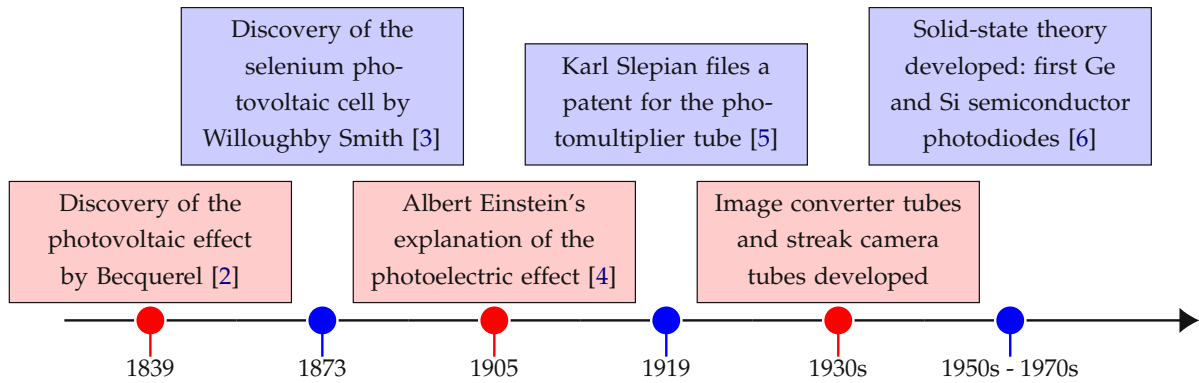 Discovery of the
selenium pho-
tovoltaic cell by
Willoughby Smith [3]
Karl Slepian files a
patent for the pho-
tomultiplier tube [5]
Solid-state theory
developed: first Ge
and Si semiconductor
photodiodes [6]
Discovery of the
photovoltaic effect
by Becquerel [2]
Albert Einstein's
explanation of the
photoelectric effect [4]
Image converter tubes
and streak camera
tubes developed
1839
1873
1905
1919
1930s
1950s - 1970s